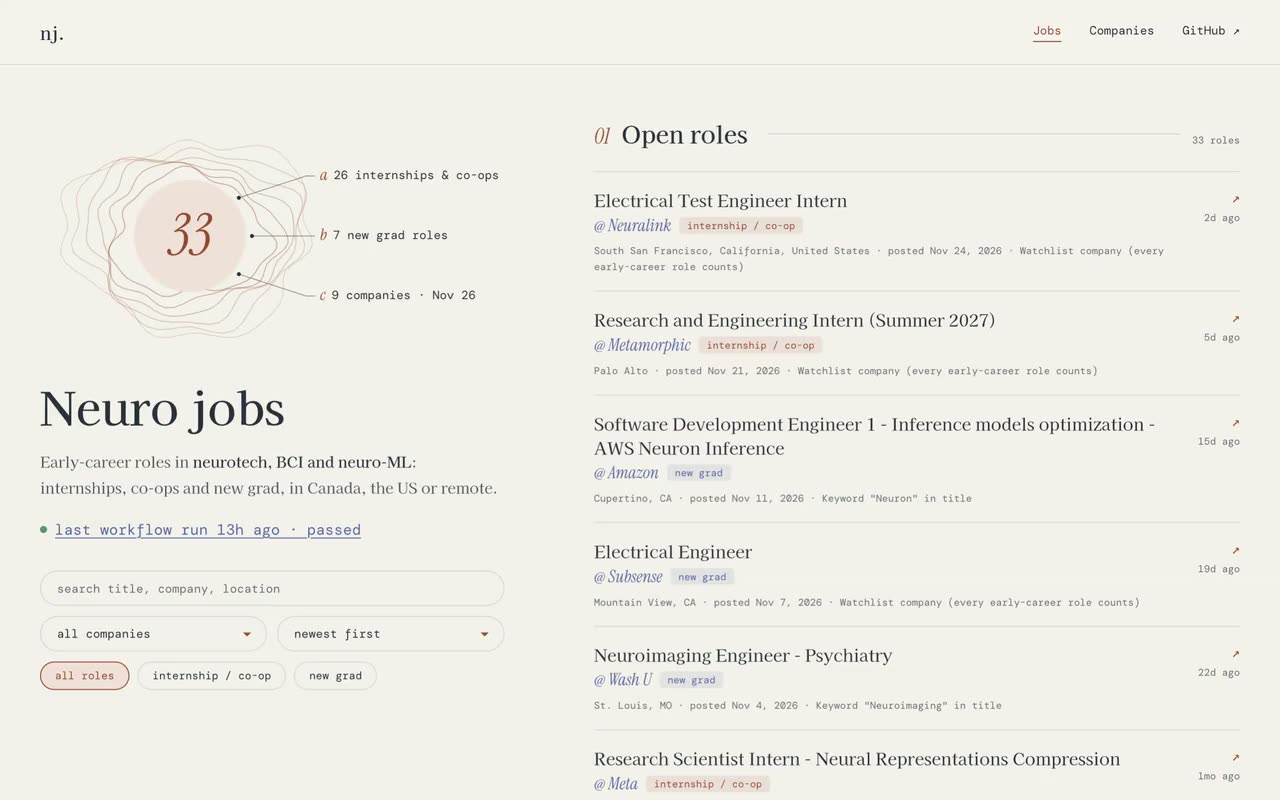 nj.
Jobs
Companies
GitHub ↗
33
a 26 internships & co-ops
b 7 new grad roles
c 9 companies · Nov 26
Neuro jobs
Early-career roles in neurotech, BCI and neuro-ML:
internships, co-ops and new grad, in Canada, the US or remote.
last workflow run 13h ago · passed
search title, company, location
all companies
newest first
all roles
internship / co-op
new grad
01 Open roles
33 roles
Electrical Test Engineer Intern
↗
@ Neuralink internship / co-op
2d ago
South San Francisco, California, United States · posted Nov 24, 2026 · Watchlist company (every
early-career role counts)
Research and Engineering Intern (Summer 2027)
↗
@ Metamorphic internship / co-op
5d ago
Palo Alto · posted Nov 21, 2026 · Watchlist company (every early-career role counts)
Software Development Engineer 1 - Inference models optimization -
AWS Neuron Inference
↗
15d ago
@ Amazon new grad
Cupertino, CA · posted Nov 11, 2026 · Keyword "Neuron" in title
Electrical Engineer
↗
@ Subsense new grad
19d ago
Mountain View, CA · posted Nov 7, 2026 · Watchlist company (every early-career role counts)
Neuroimaging Engineer - Psychiatry
↗
@ Wash U new grad
22d ago
St. Louis, MO · posted Nov 4, 2026 · Keyword "Neuroimaging" in title
Research Scientist Intern - Neural Representations Compression
↗
@ Meta internship / co-op
1mo ago